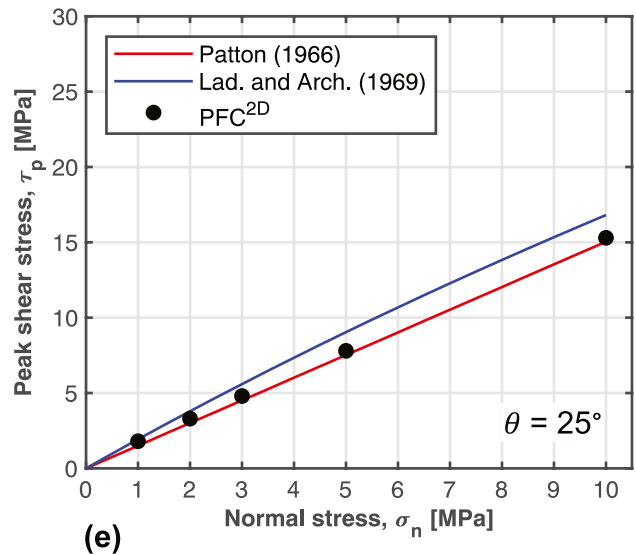 30
25
20
15
10
5
0
Peak shear stress, τp [MPa]
Patton (1966)
Lad. and Arch. (1969)
PFC2D
θ = 25°
0 1 2 3 4 5 6 7 8 9 10
Normal stress, σn [MPa]
(e)